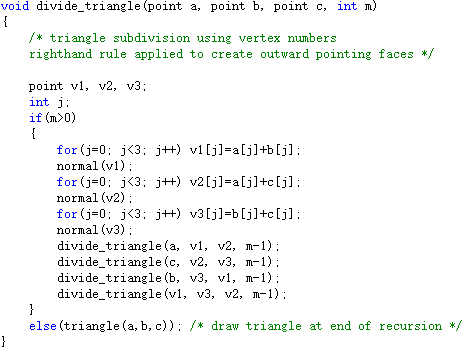 void divide_triangle(point a, point b, point c, int m)
{
/* triangle subdivision using vertex numbers
righthand rule applied to create outward pointing faces */
point v1, v2, v3;
int j;
if(m>0)
{
for(j=0; j<3; j++) v1[j]=a[j]+b[j];
normal(v1);
for(j=0; j<3; j++) v2[j]=a[j]+c[j];
normal(v2);
for(j=0; j<3; j++) v3[j]=b[j]+c[j];
normal(v3);
divide_triangle(a, v1, v2, m-1);
divide_triangle(c, v2, v3, m-1);
divide_triangle(b, v3, v1, m-1);
divide_triangle(v1, v3, v2, m-1);
}
else(triangle(a,b,c)); /* draw triangle at end of recursion */
}